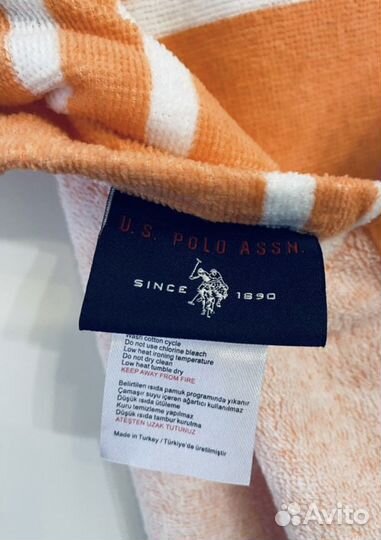 U.S. POLO ASSN.
SINCE 1890
Wash cotton cycle
Do not use chlorine bleach
Low heat ironing temperature
Do not dry clean
Low heat tumble dry
KEEP AWAY FROM FIRE
Belirtilen ısıda pamuk programında yıkanır
Çamaşır suyu içeren ağartıcı kullanılmaz
Düşük ısıda ütüleme
Kuru temizleme yapılmaz
Düşük ısıda tambur kurulama
ATEŞTEN UZAK TUTUNUZ
Made in Turkey / Türkiye'de üretilmiştir
Avito